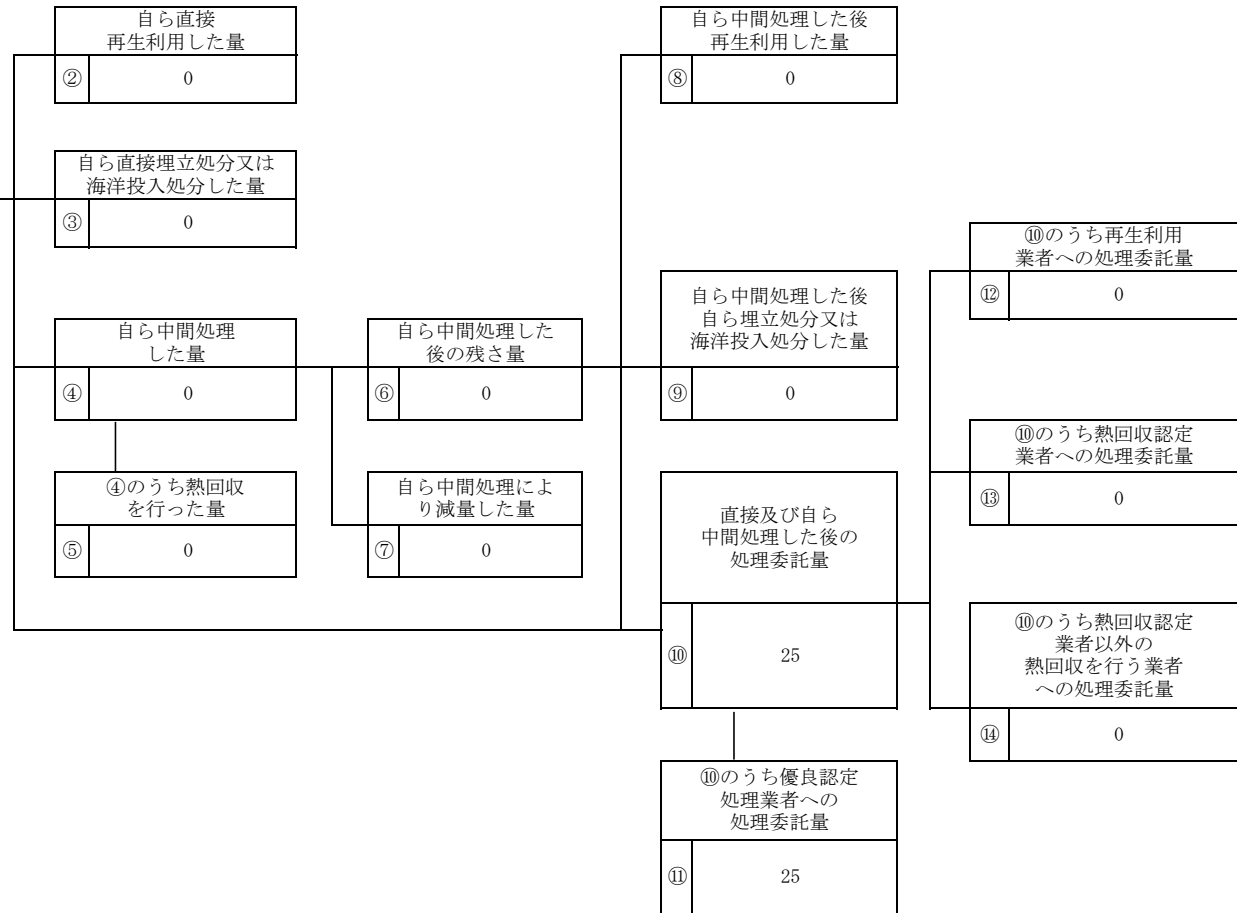 自ら直接
再生利用した量
② 0
自ら中間処理した後
再生利用した量
⑧ 0
自ら直接埋立処分又は
海洋投入処分した量
③ 0
⑩のうち再生利用
業者への処理委託量
⑫ 0
自ら中間処理した後
自ら埋立処分又は
海洋投入処分した量
⑨ 0
自ら中間処理
した量
④ 0
自ら中間処理した
後の残さ量
⑥ 0
⑩のうち熱回収認定
業者への処理委託量
⑬ 0
④のうち熱回収
を行った量
⑤ 0
自ら中間処理によ
り減量した量
⑦ 0
直接及び自ら
中間処理した後の
処理委託量
⑩ 25
⑩のうち熱回収認定
業者以外の
熱回収を行う業者
への処理委託量
⑭ 0
⑩のうち優良認定
処理業者への
処理委託量
⑪ 25